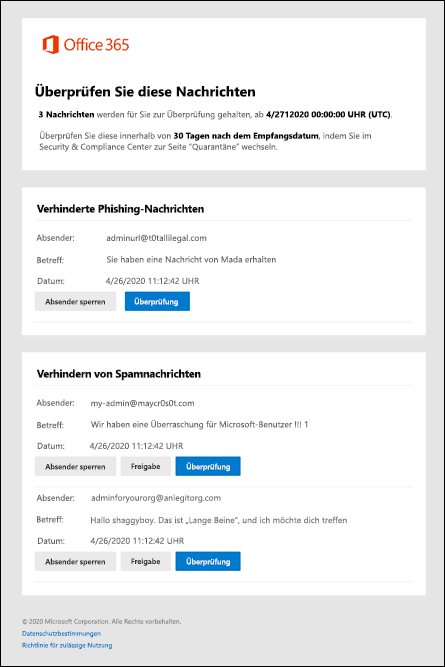 Office 365
Überprüfen Sie diese Nachrichten
3 Nachrichten werden für Sie zur Überprüfung gehalten, ab 4/2712020 00:00:00 UHR (UTC).
Überprüfen Sie diese innerhalb von 30 Tagen nach dem Empfangsdatum, indem Sie im
Security & Compliance Center zur Seite "Quarantäne" wechseln.
Verhinderte Phishing-Nachrichten
Absender: adminurl@t0tallilegal.com
Betreff: Sie haben eine Nachricht von Mada erhalten
Datum: 4/26/2020 11:12:42 UHR
Absender sperren Überprüfung
Verhindern von Spamnachrichten
Absender: my-admin@maycr0s0t.com
Betreff: Wir haben eine Überraschung für Microsoft-Benutzer !!! 1
Datum: 4/26/2020 11:12:42 UHR
Absender sperren Freigabe Überprüfung
Absender: adminforyourorg@anlegitorg.com
Betreff: Hallo shaggyboy. Das ist „Lange Beine", und ich möchte dich treffen
Datum: 4/26/2020 11:12:42 UHR
Absender sperren Freigabe Überprüfung
© 2020 Microsoft Corporation. Alle Rechte vorbehalten.
Datenschutzbestimmungen
Richtlinie für zulässige Nutzung